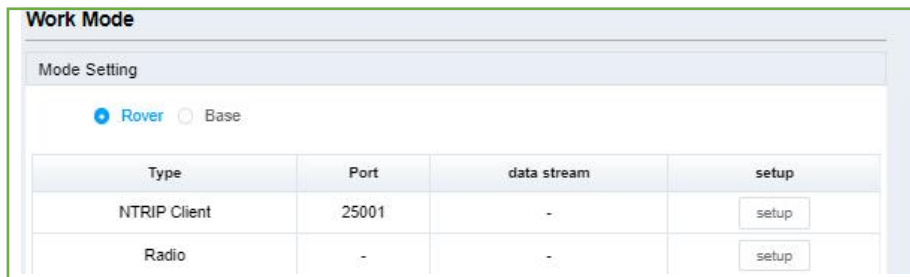 Work Mode
Mode Setting
Rover Base
Type Port data stream setup
NTRIP Client 25001 - setup
Radio - - setup